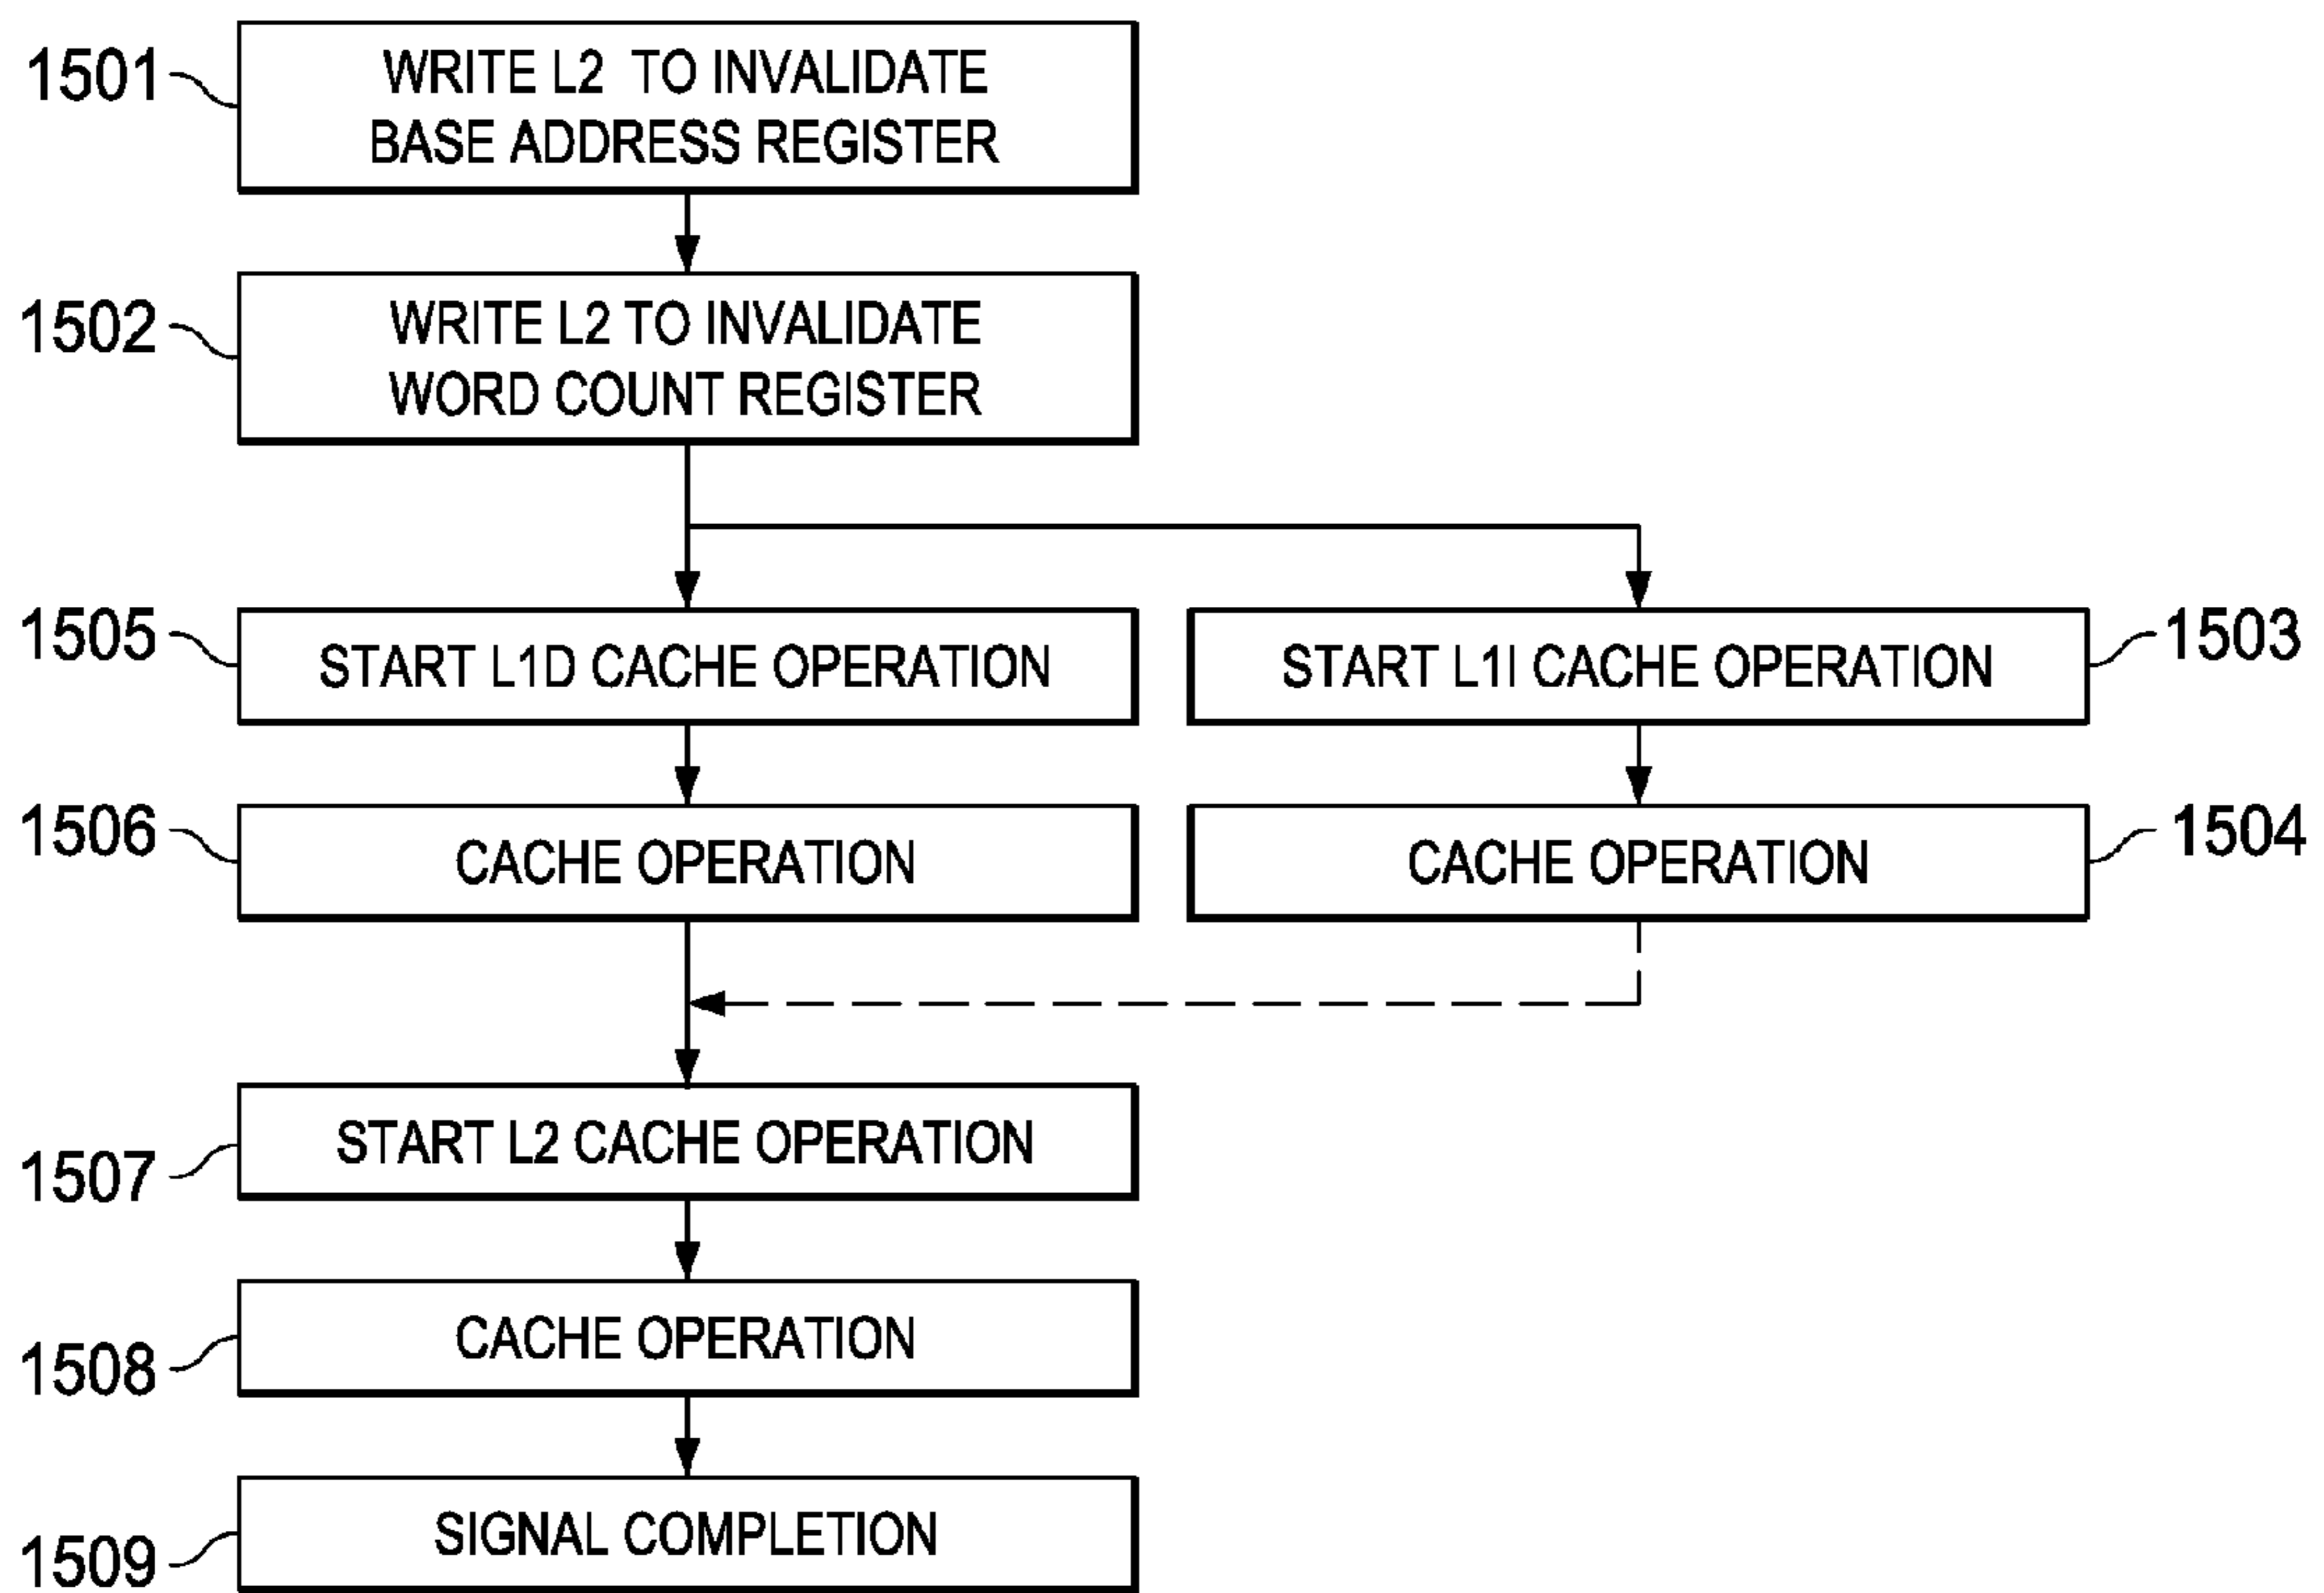 1501
WRITE L2 TO INVALIDATE
BASE ADDRESS REGISTER
1502
WRITE L2 TO INVALIDATE
WORD COUNT REGISTER
1505
START L1D CACHE OPERATION
START L1I CACHE OPERATION
1503
1506
CACHE OPERATION
CACHE OPERATION
1504
1507
START L2 CACHE OPERATION
1508
CACHE OPERATION
1509
SIGNAL COMPLETION